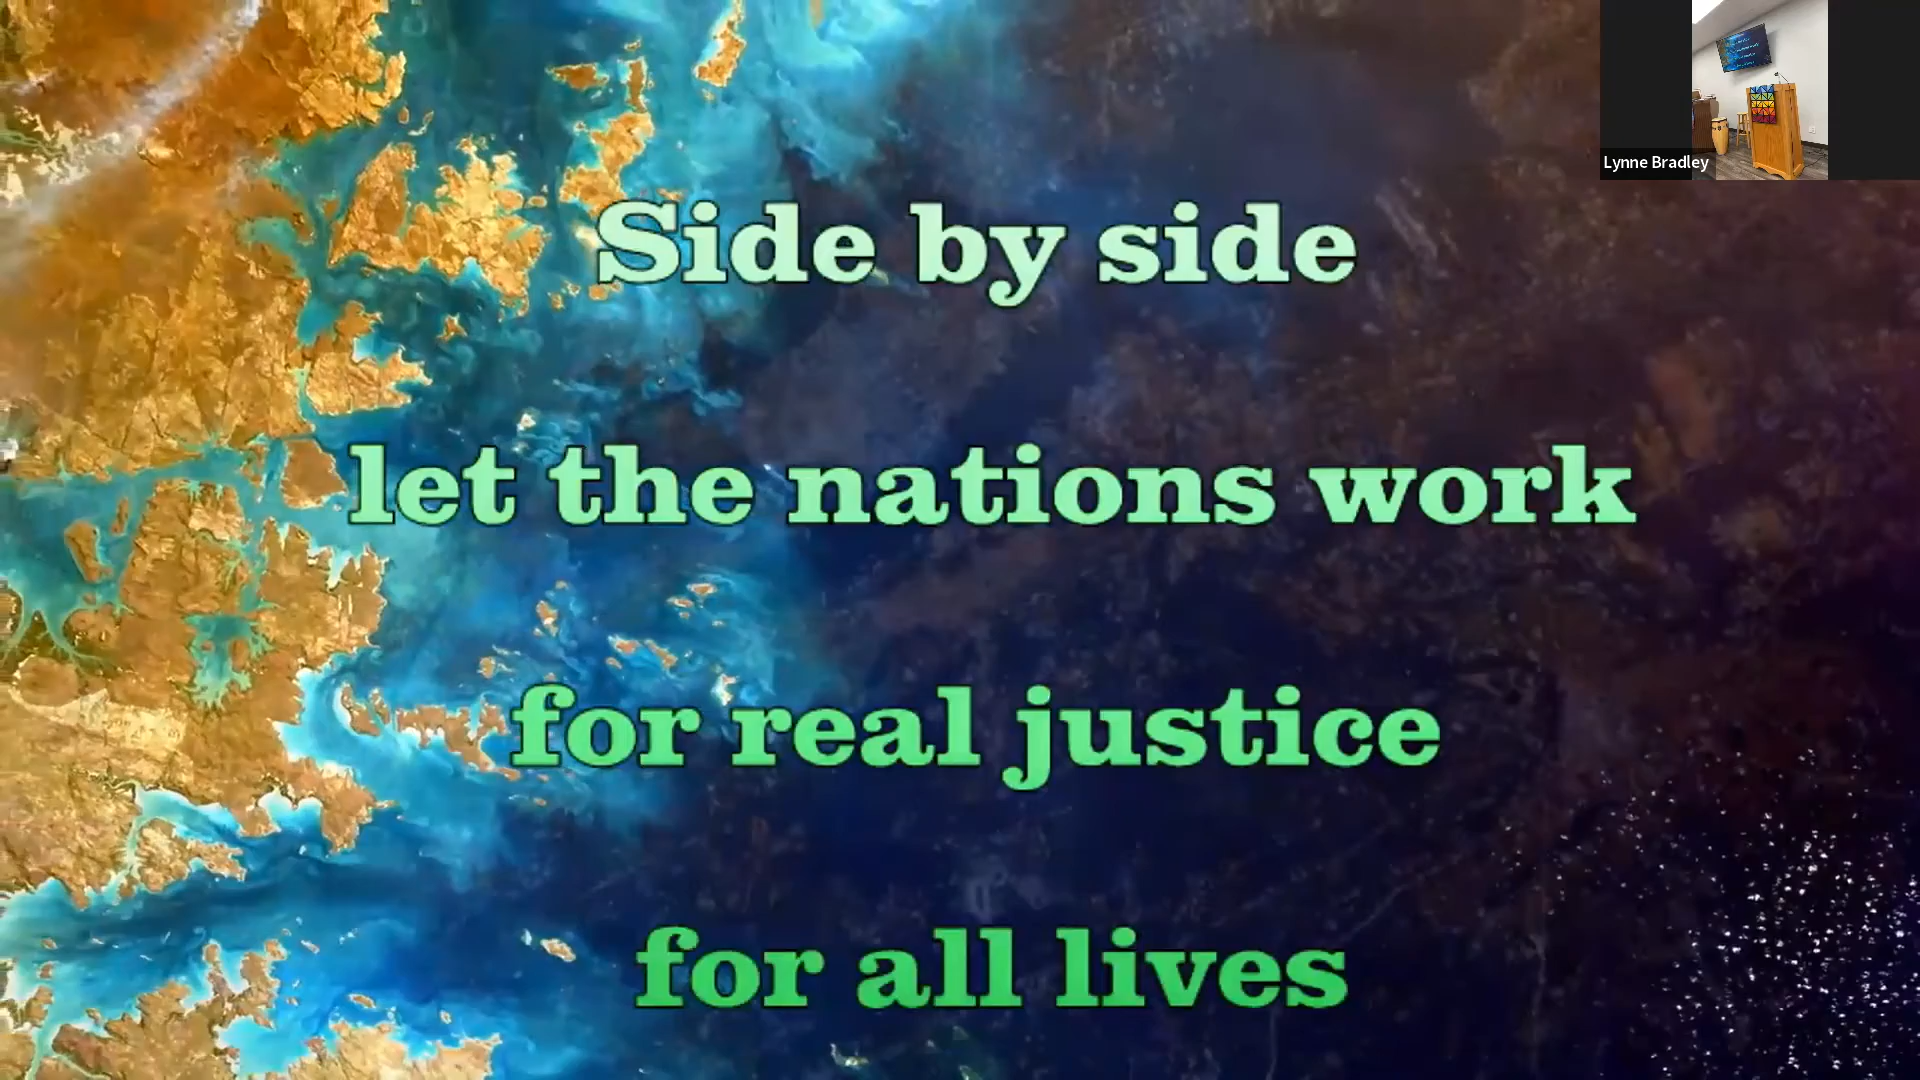 Side by side
let the nations work
for real justice
for all lives
Lynne Bradley